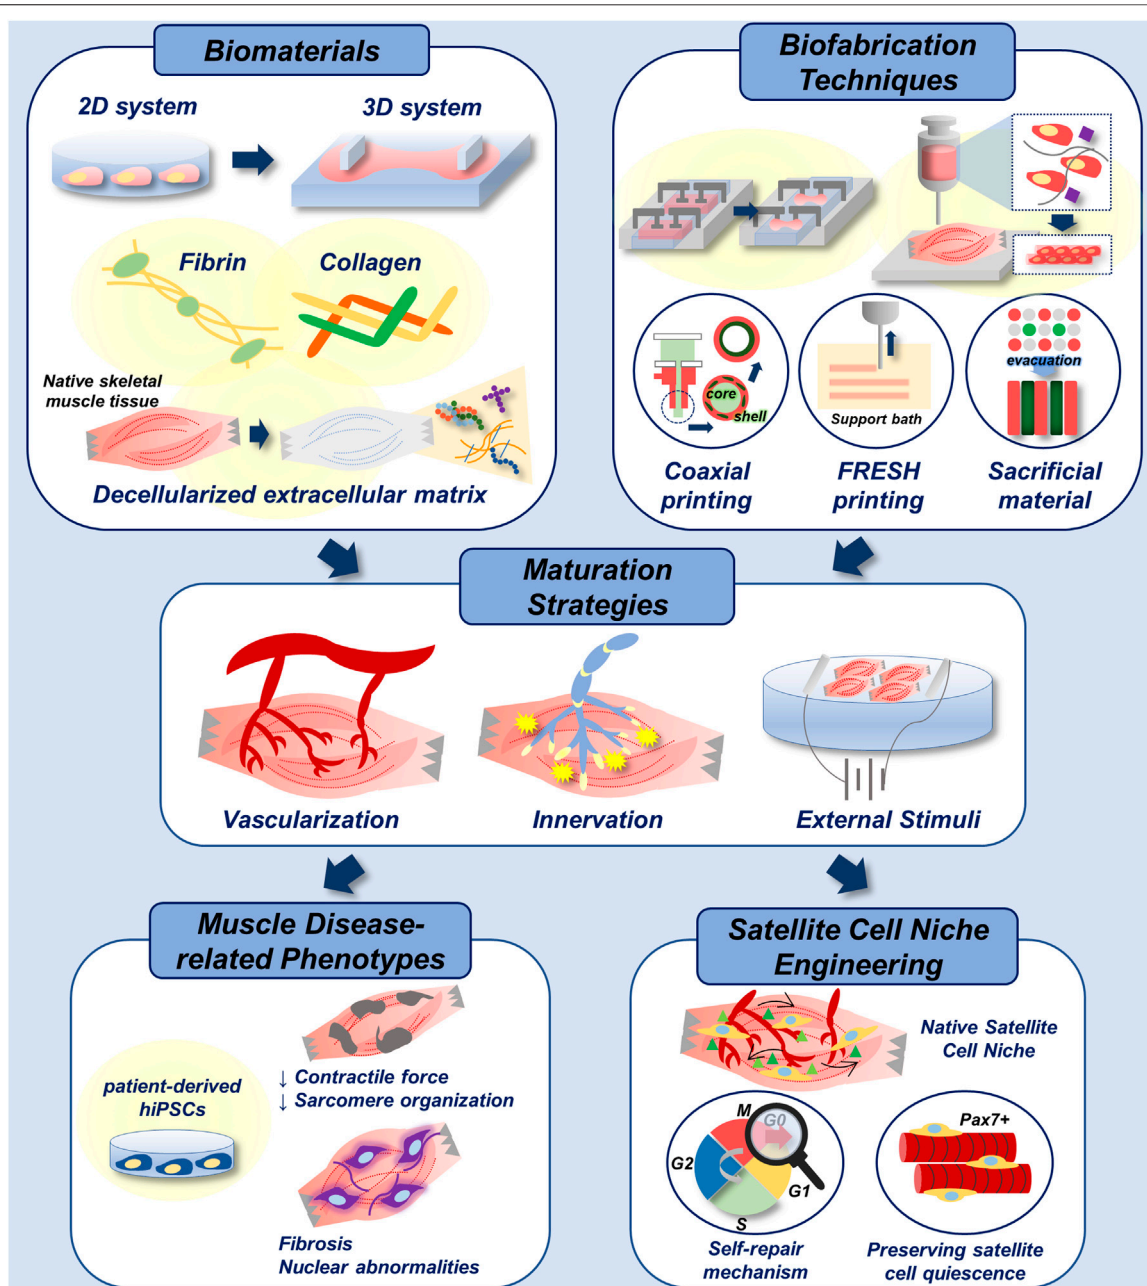 Biomaterials
2D system
3D system
Fibrin
Collagen
Native skeletal
muscle tissue
Decellularized extracellular matrix
Biofabrication
Techniques
core
shell
Coaxial
printing
Support bath
FRESH
printing
evacuation
Sacrificial
material
Maturation
Strategies
Vascularization
Innervation
External Stimuli
Muscle Disease-
related Phenotypes
patient-derived
hiPSCs
↓ Contractile force
↓ Sarcomere organization
Fibrosis
Nuclear abnormalities
Satellite Cell Niche
Engineering
Native Satellite
Cell Niche
M
G0
G2
G1
S
Self-repair
mechanism
Pax7+
Preserving satellite
cell quiescence